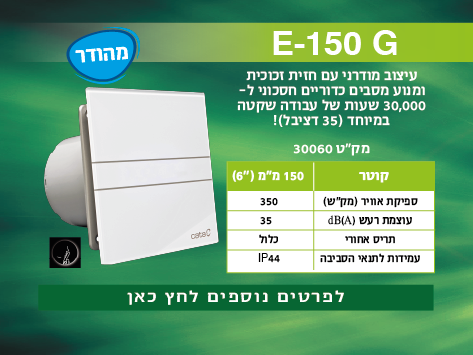 מהודר
E-150 G
עיצוב מודרני עם חזית זכוכית
ומנוע מסבים כדוריים חסכוני ל-
30,000 שעות של עבודה שקטה
במיוחד (35 דציבל)!
מק"ט 30060
קוטר 150 מ"מ ("6)
ספיקת אוויר (מק"ש) 350
עוצמת רעש dB(A) 35
תריס אחורי כלול
עמידות לתנאי הסביבה IP44
cata
לפרטים נוספים לחץ כאן